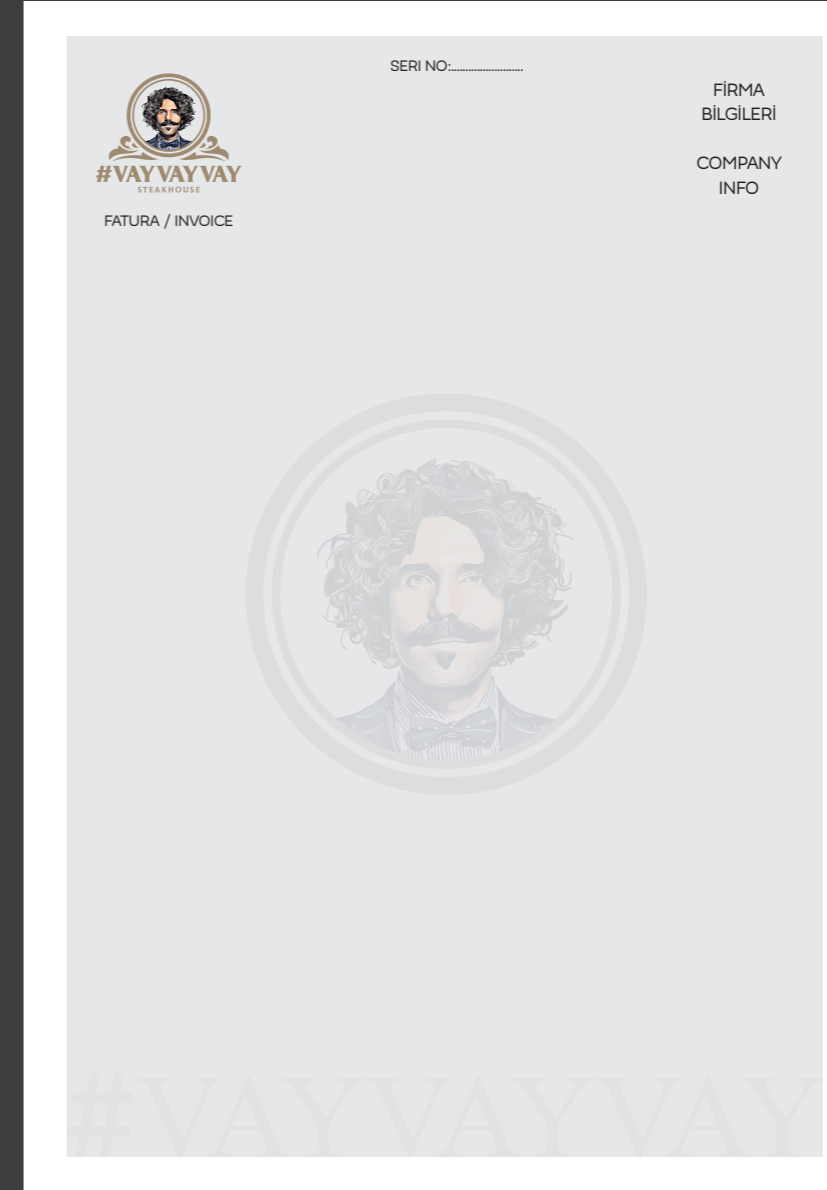 SERI NO:.........................
FİRMA
BİLGİLERİ
COMPANY
INFO
#VAYVAYVAY
STEAKHOUSE
FATURA / INVOICE
#VAYVAYVAY